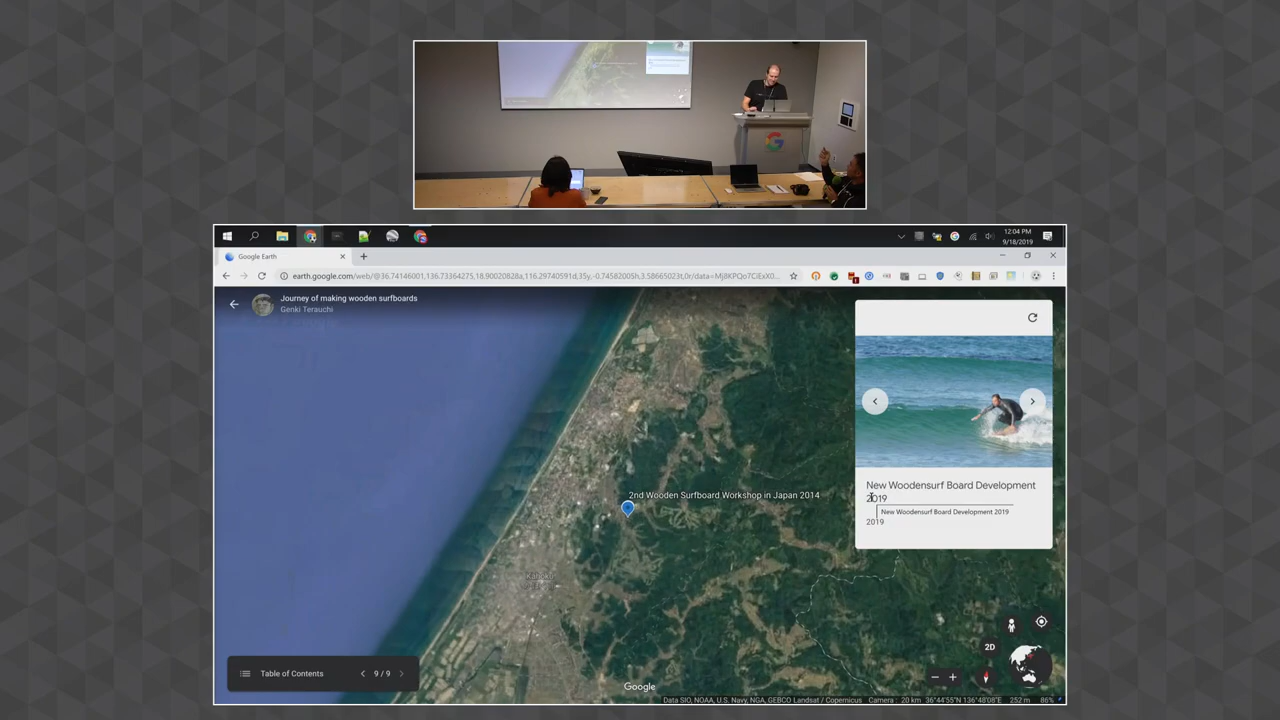 12:04 PM
9/18/2019
Google Earth
earth.google.com/web/@36.74146001,136.73364275,18.90020828a,116.29740591d,35y,-0.74582005h,3.58665023t,0r/data=Mj8KPQo7CiExX0...
Journey of making wooden surfboards
Genki Terauchi
2nd Wooden Surfboard Workshop in Japan 2014
New Woodensurf Board Development
2019
New Woodensurf Board Development 2019
2019
2D
Table of Contents
9 / 9
Google
Data SIO, NOAA, U.S. Navy, NGA, GEBCO Landsat / Copernicus Camera : 20 km 36°44'55"N 136°48'08"E 252 m 86%